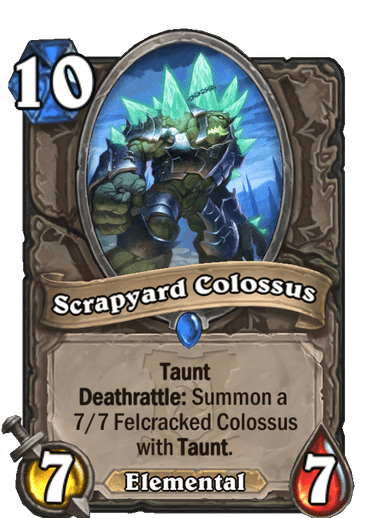 10
Scrapyard Colossus
Taunt
Deathrattle: Summon a
7/7 Felcracked Colossus
with Taunt.
7
Elemental
7